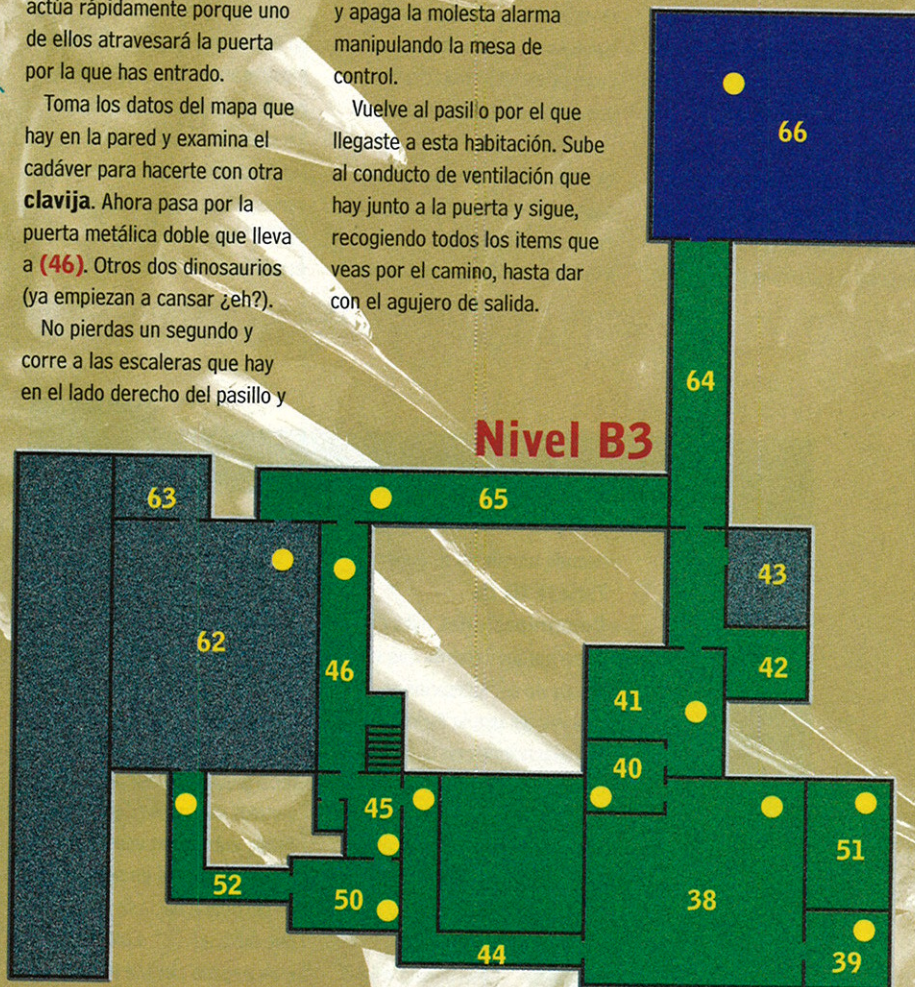 actúa rápidamente porque uno
de ellos atravesará la puerta
por la que has entrado.
Toma los datos del mapa que
hay en la pared y examina el
cadáver para hacerte con otra
clavija. Ahora pasa por la
puerta metálica doble que lleva
a (46). Otros dos dinosaurios
(ya empiezan a cansar ¿eh?).
No pierdas un segundo y
corre a las escaleras que hay
en el lado derecho del pasillo y
y apaga la molesta alarma
manipulando la mesa de
control.
Vuelve al pasillo por el que
llegaste a esta habitación. Sube
al conducto de ventilación que
hay junto a la puerta y sigue,
recogiendo todos los items que
veas por el camino, hasta dar
con el agujero de salida.
Nivel B3
66
64
63
65
43
62
46
42
41
40
45
51
52
50
38
44
39